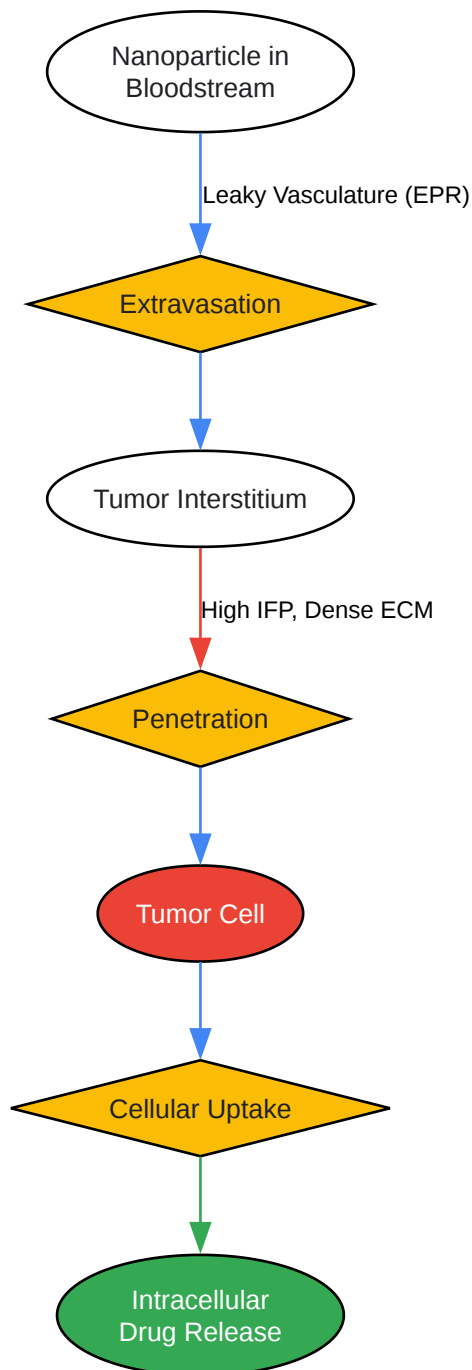 Nanoparticle in
Bloodstream
Leaky Vasculature (EPR)
Extravasation
Tumor Interstitium
High IFP, Dense ECM
Penetration
Tumor Cell
Cellular Uptake
Intracellular
Drug Release